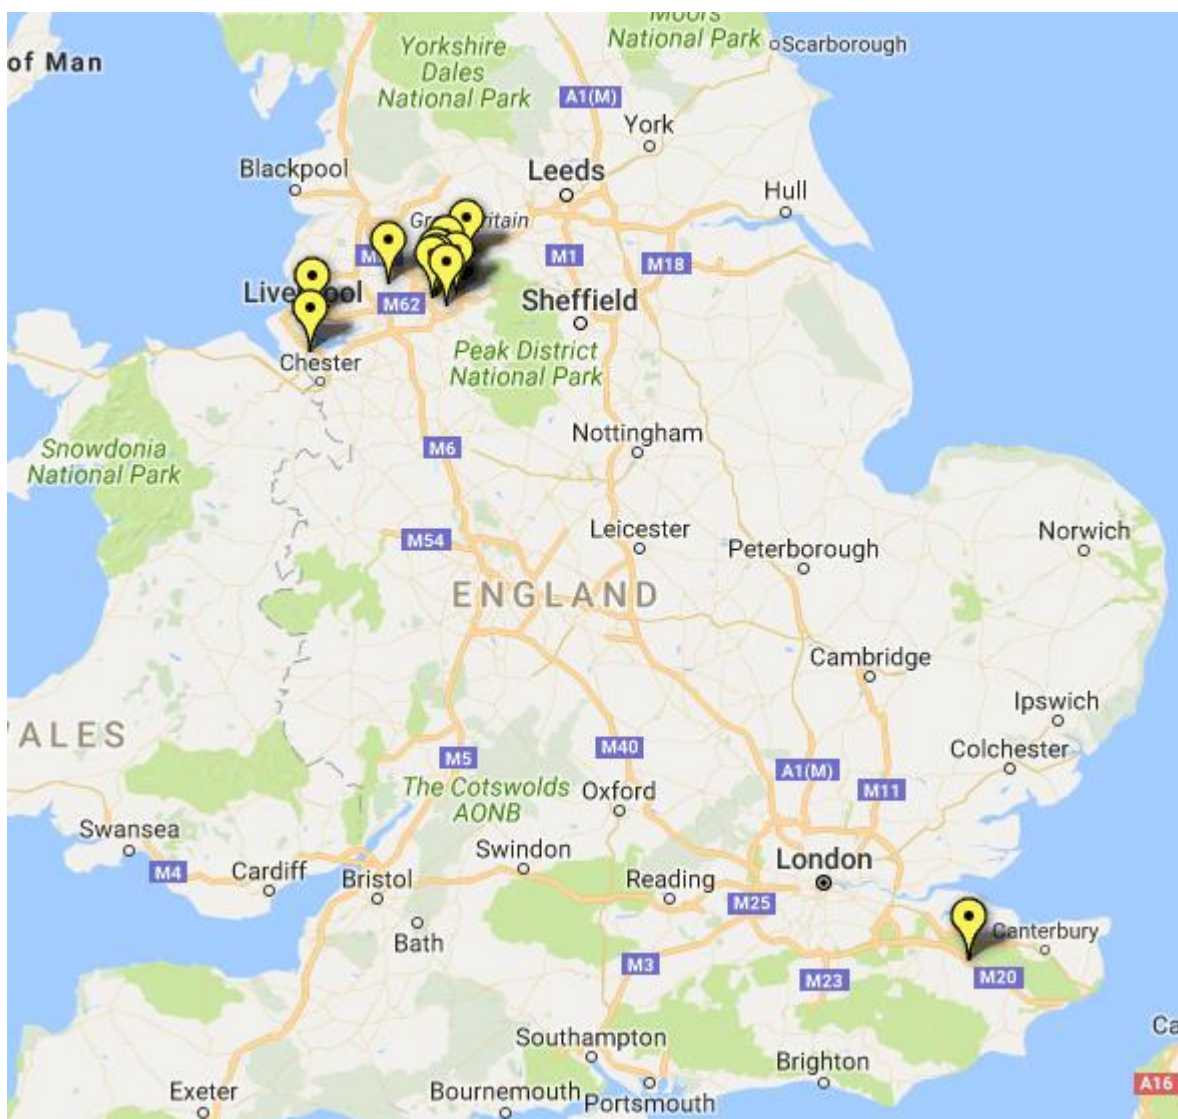 Moors
National Park
Scarborough
of Man
Yorkshire
Dales
National Park
A1(M)
York
Blackpool
Leeds
Hull
M1
M18
M62
Sheffield
Peak District
National Park
Chester
Snowdonia
National Park
M6
Nottingham
M54
Leicester
Peterborough
Norwich
ENGLAND
Cambridge
Ipswich
ALES
Colchester
M5
M40
A1(M)
M11
The Cotswolds
AONB
Oxford
Swansea
M4
Cardiff
Bristol
Swindon
Reading
London
M25
Bath
Canterbury
M3
M23
M20
Southampton
Brighton
Ca
A16
Exeter
Bournemouth
Portsmouth